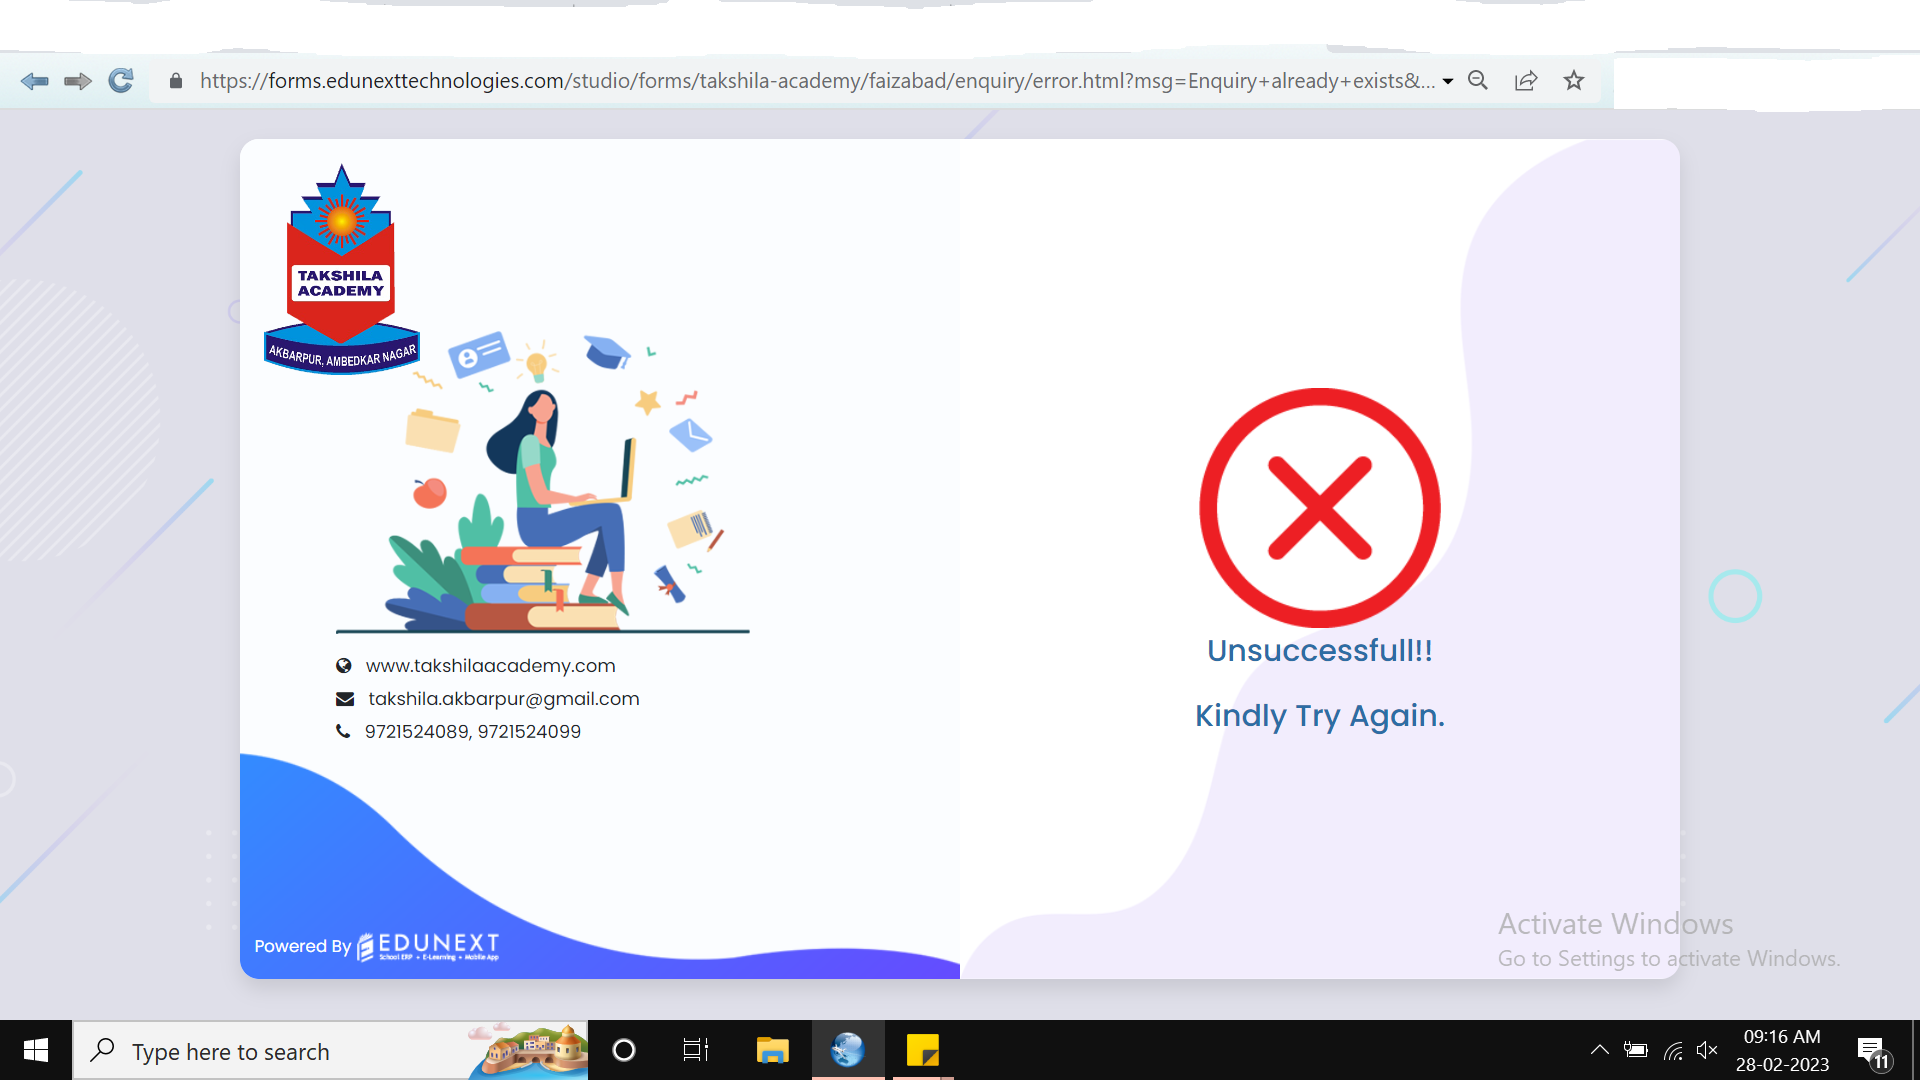 https://forms.edunexttechnologies.com/studio/forms/takshila-academy/faizabad/enquiry/error.html?msg=Enquiry+already+exists&...
TAKSHILA
ACADEMY
AKBARPUR, AMBEDKAR NAGAR
www.takshilaacademy.com
takshila.akbarpur@gmail.com
9721524089, 9721524099
Powered By EDUNEXT
School ERP • E-Learning • Mobile App
Unsuccessfull!!
Kindly Try Again.
Activate Windows
Go to Settings to activate Windows.
Type here to search
09:16 AM
28-02-2023
11